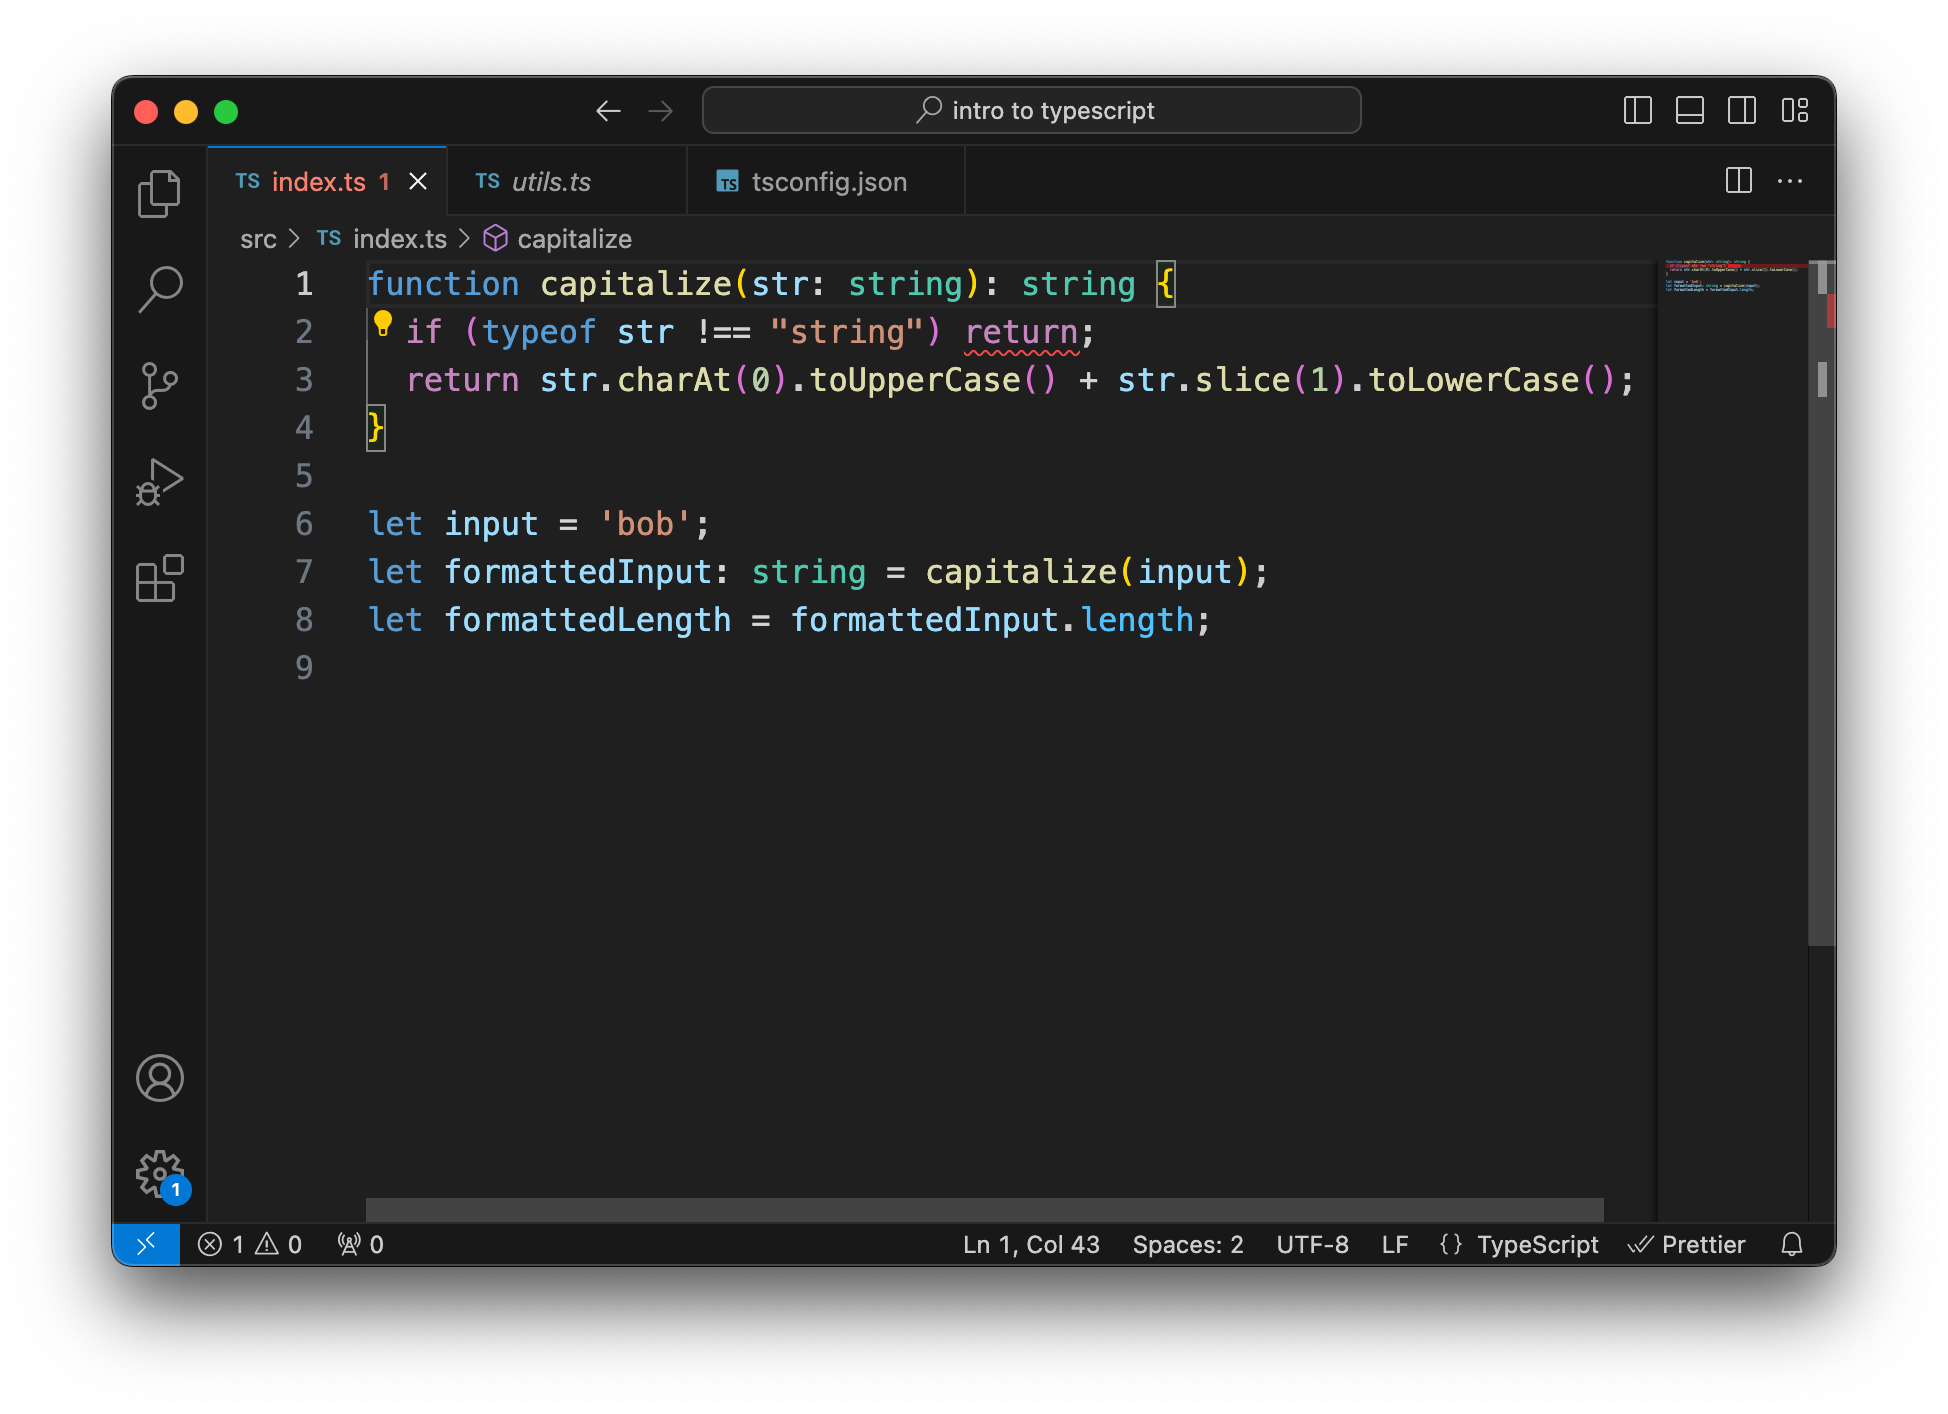 intro to typescript
TS index.ts 1 TS utils.ts TS tsconfig.json
src TS index.ts capitalize
1 function capitalize(str: string): string {
2 if (typeof str !== "string") return;
3 return str.charAt(0).toUpperCase() + str.slice(1).toLowerCase();
4 }
5
6 let input = 'bob';
7 let formattedInput: string = capitalize(input);
8 let formattedLength = formattedInput.length;
9
1
1 0 0 Ln 1, Col 43 Spaces: 2 UTF-8 LF {} TypeScript Prettier